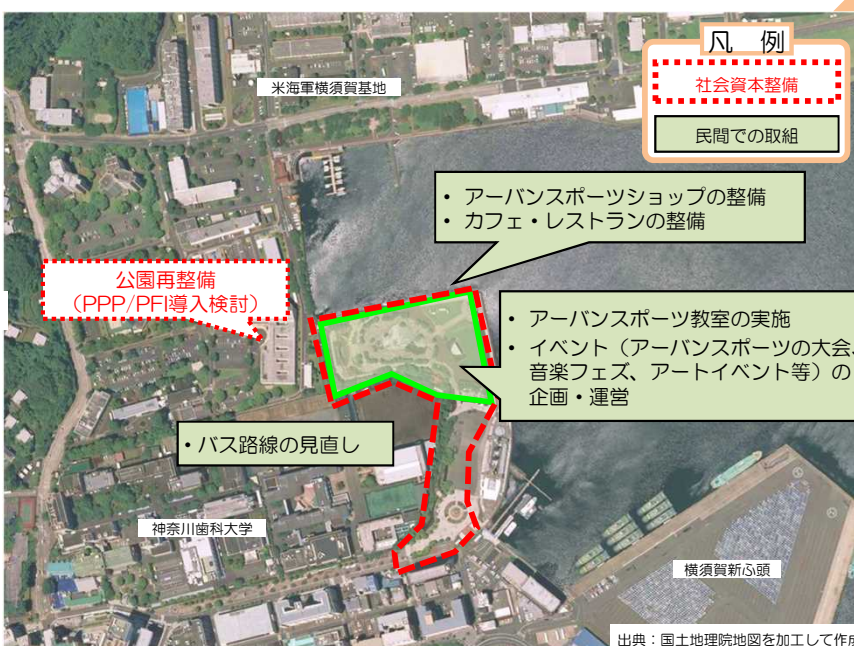 凡 例
社会資本整備
民間での取組
米海軍横須賀基地
・ アーバンスポーツショップの整備
・ カフェ・レストランの整備
公園再整備
（PPP/PFI導入検討）
・ アーバンスポーツ教室の実施
・ イベント（アーバンスポーツの大会、
音楽フェズ、アートイベント等）の
企画・運営
・バス路線の見直し
神奈川歯科大学
横須賀新ふ頭
出典：国土地理院地図を加工して作成